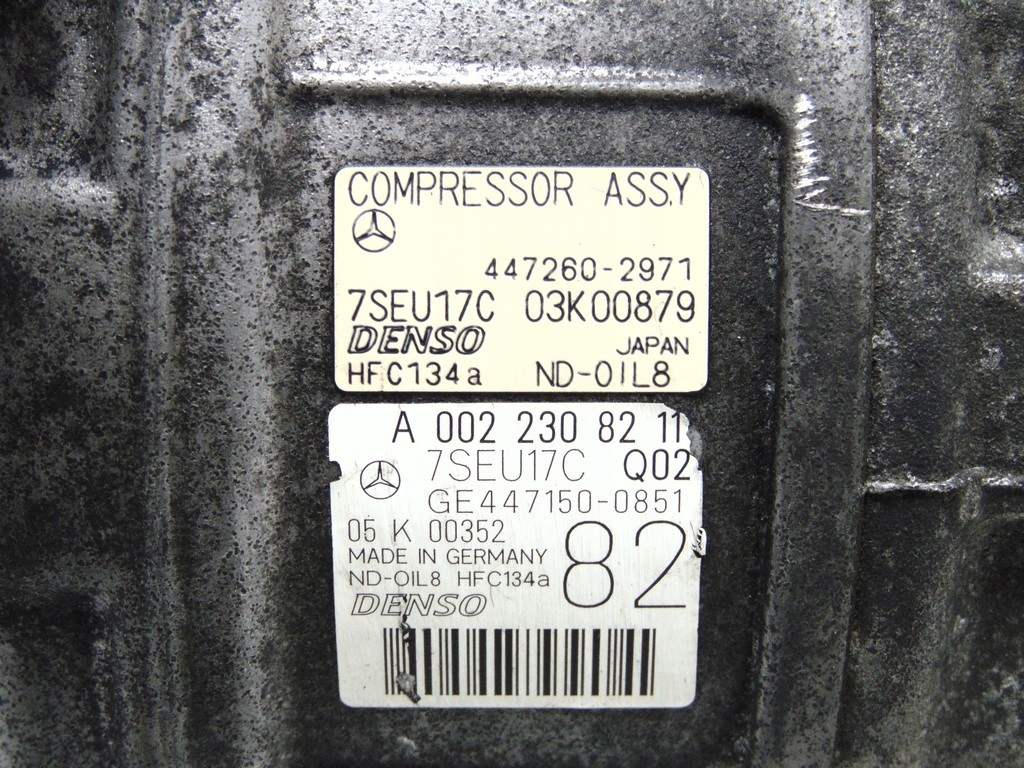 COMPRESSOR ASSY
447260-2971
7SEU17C 03K00879
DENSO JAPAN
HFC134a ND-OIL8
A 002 230 82 11
7SEU17C Q02
GE447150-0851
05 K 00352
82
MADE IN GERMANY
ND-OIL8 HFC134a
DENSO